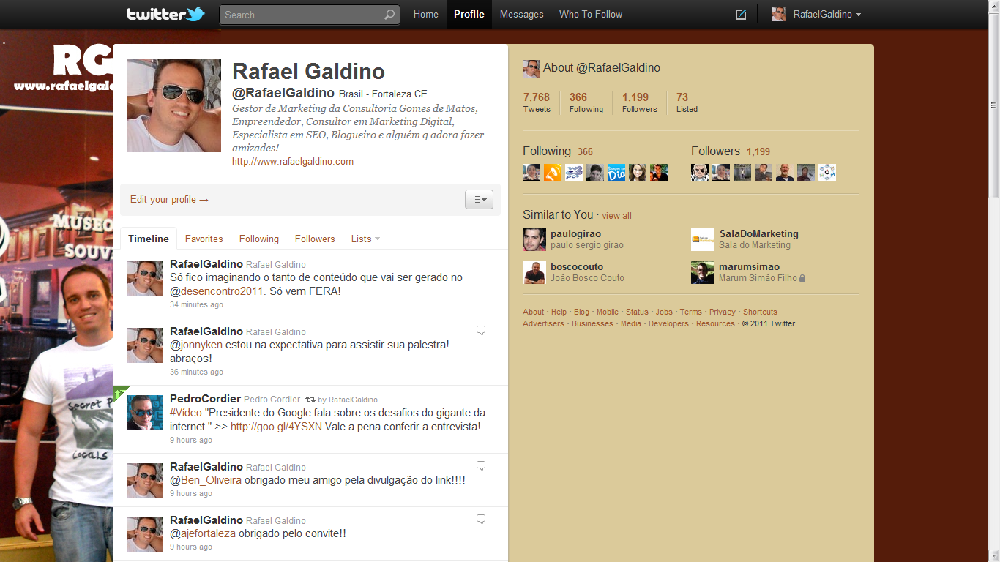 twitter
Search
Home
Profile
Messages
Who To Follow
RafaelGaldino
RG
www.rafaelgal
MUSEO
SOUV
Secret
Locals
Rafael Galdino
@RafaelGaldino Brasil - Fortaleza CE
Gestor de Marketing da Consultoria Gomes de Matos,
Empreendedor, Consultor em Marketing Digital,
Especialista em SEO, Blogueiro e alguém q adora fazer
amizades!
http://www.rafaelgaldino.com
Edit your profile →
Timeline Favorites Following Followers Lists
RafaelGaldino Rafael Galdino
Só fico imaginando o tanto de conteúdo que vai ser gerado no
@desencontro2011. Só vem FERA!
34 minutes ago
RafaelGaldino Rafael Galdino
@jonnyken estou na expectativa para assistir sua palestra!
abraços!
36 minutes ago
PedroCordier Pedro Cordier by RafaelGaldino
#Vídeo "Presidente do Google fala sobre os desafios do gigante da
internet." >> http://goo.gl/4YSXN Vale a pena conferir a entrevista!
9 hours ago
RafaelGaldino Rafael Galdino
@Ben_Oliveira obrigado meu amigo pela divulgação do link!!!!
9 hours ago
RafaelGaldino Rafael Galdino
@ajefortaleza obrigado pelo convite!!
9 hours ago
About @RafaelGaldino
7,768 366 1,199 73
Tweets Following Followers Listed
Following 366
Followers 1,199
Similar to You · view all
paulogirao
paulo sergio girao
SalaDoMarketing
Sala do Marketing
boscocouto
João Bosco Couto
marumsimao
Marum Simão Filho
About · Help · Blog · Mobile · Status · Jobs · Terms · Privacy · Shortcuts
Advertisers · Businesses · Media · Developers · Resources · © 2011 Twitter